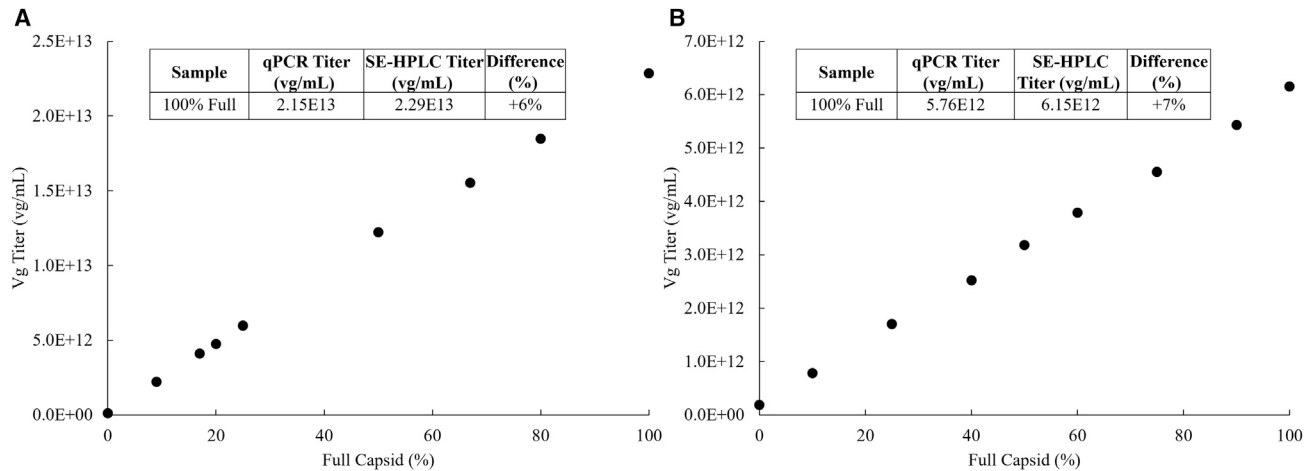 A
2.5E+13
2.0E+13
1.5E+13
1.0E+13
5.0E+12
0.0E+00
Vg Titer (vg/mL)
Sample qPCR Titer (vg/mL) SE-HPLC Titer (vg/mL) Difference (%)
100% Full 2.15E13 2.29E13 +6%
0 20 40 60 80 100
Full Capsid (%)
B
7.0E+12
6.0E+12
5.0E+12
4.0E+12
3.0E+12
2.0E+12
1.0E+12
0.0E+00
Vg Titer (vg/mL)
Sample qPCR Titer (vg/mL) SE-HPLC Titer (vg/mL) Difference (%)
100% Full 5.76E12 6.15E12 +7%
0 20 40 60 80 100
Full Capsid (%)